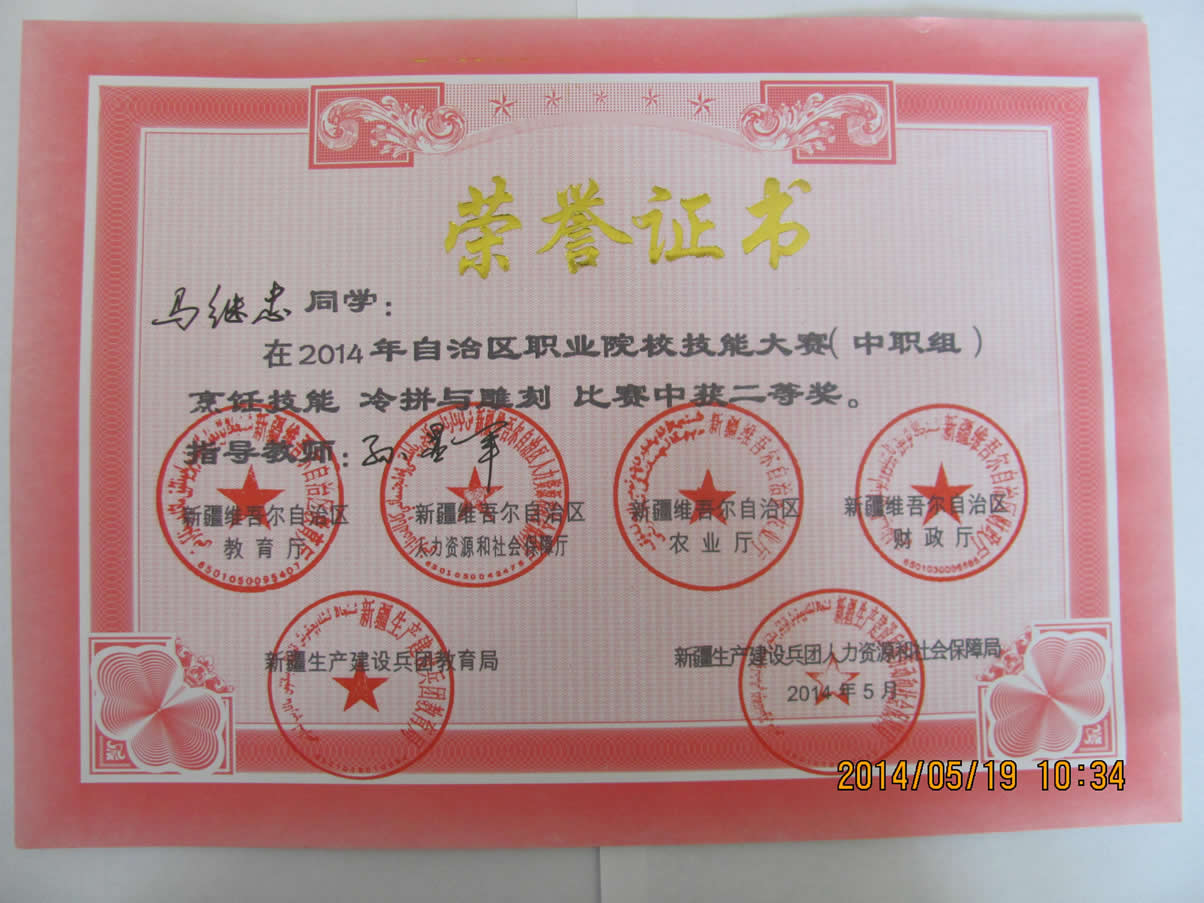 荣誉证书
马继忠 同学：
在2014年自治区职业院校技能大赛（中职组）
烹饪技能 冷拼与雕刻 比赛中获二等奖。
指导教师：
新疆维吾尔自治区
教育厅
新疆维吾尔自治区
人力资源和社会保障厅
新疆维吾尔自治区
农业厅
新疆维吾尔自治区
财政厅
新疆生产建设兵团教育局
新疆生产建设兵团人力资源和社会保障局
2014年5月
2014/05/19 10:34